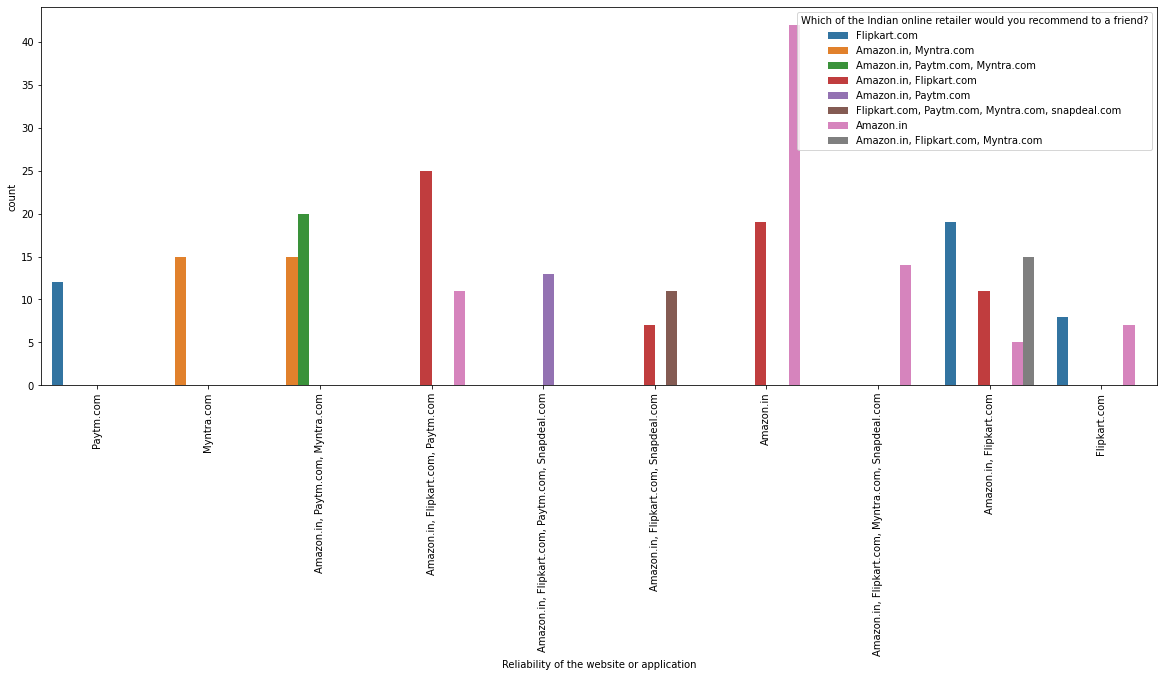 Which of the Indian online retailer would you recommend to a friend?
Flipkart.com
Amazon.in, Myntra.com
Amazon.in, Paytm.com, Myntra.com
Amazon.in, Flipkart.com
Amazon.in, Paytm.com
Flipkart.com, Paytm.com, Myntra.com, snapdeal.com
Amazon.in
Amazon.in, Flipkart.com, Myntra.com
40
35
30
25
20
15
10
5
0
count
Paytm.com
Myntra.com
Amazon.in, Paytm.com, Myntra.com
Amazon.in, Flipkart.com, Paytm.com
Amazon.in, Flipkart.com, Paytm.com, Snapdeal.com
Amazon.in, Flipkart.com, Snapdeal.com
Amazon.in
Amazon.in, Flipkart.com, Myntra.com, Snapdeal.com
Amazon.in, Flipkart.com
Flipkart.com
Reliability of the website or application